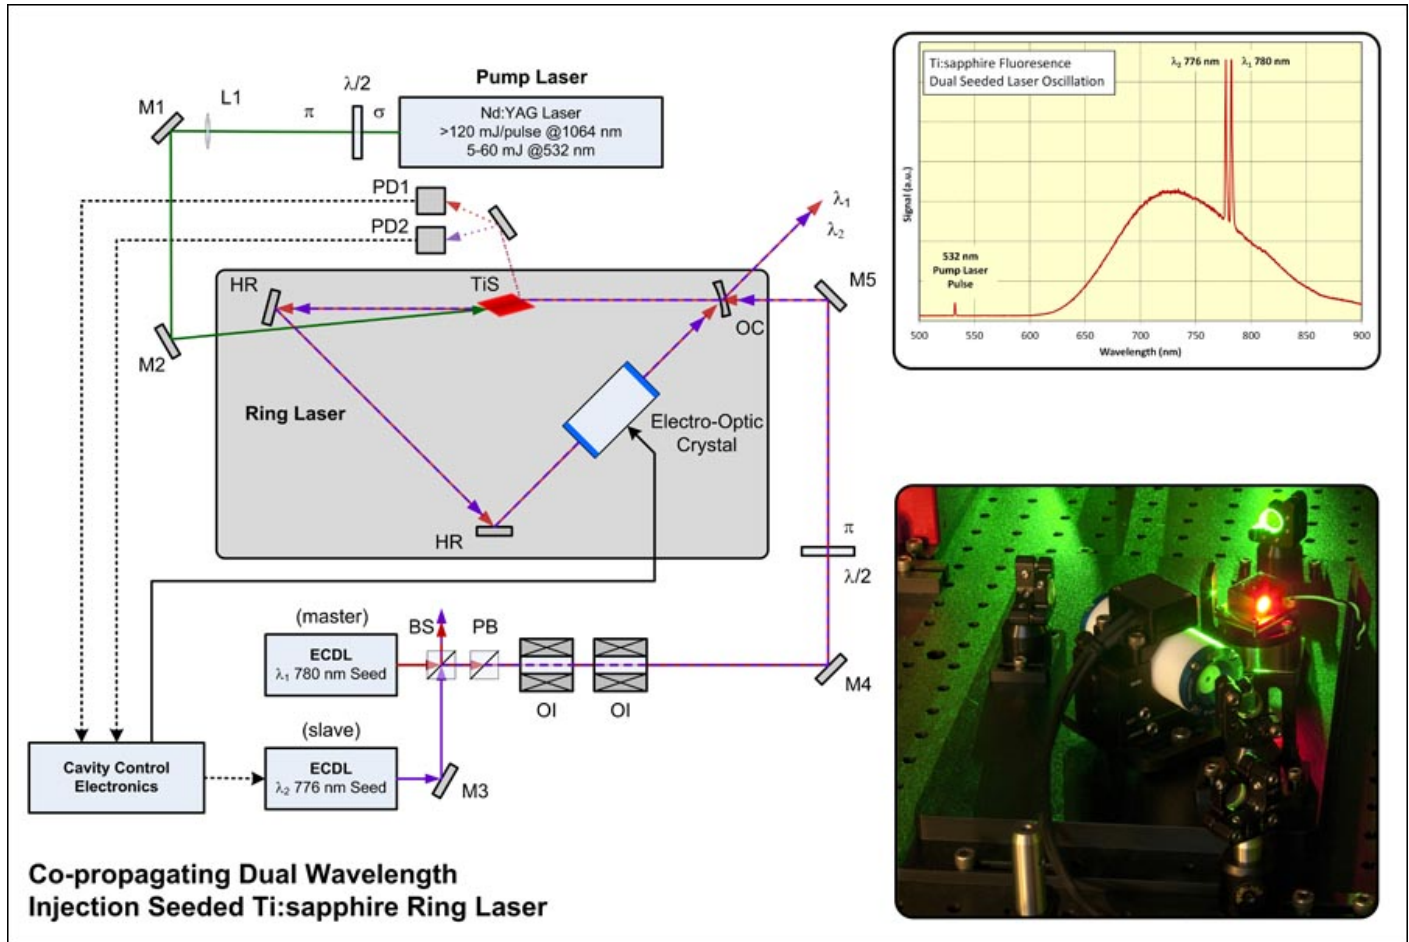 Pump Laser
Nd:YAG Laser
>120 mJ/pulse @1064 nm
5-60 mJ @532 nm
M1
L1
π
λ/2
σ
PD1
PD2
λ₁
λ₂
HR
TiS
M5
OC
M2
Ring Laser
Electro-Optic
Crystal
HR
π
λ/2
(master)
ECDL
λ₁ 780 nm Seed
BS
PB
OI
OI
M4
(slave)
ECDL
λ₂ 776 nm Seed
M3
Cavity Control
Electronics
Co-propagating Dual Wavelength
Injection Seeded Ti:sapphire Ring Laser
Ti:sapphire Fluoresence
Dual Seeded Laser Oscillation
λ₂ 776 nm
λ₁ 780 nm
Signal (a.u.)
532 nm
Pump Laser
Pulse
500 550 600 650 700 750 800 850 900
Wavelength (nm)